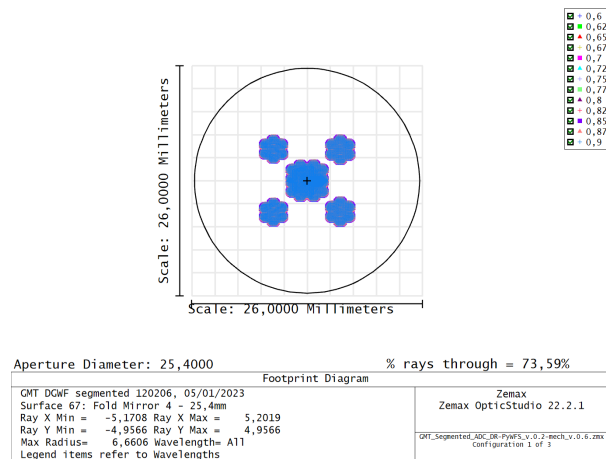 0,6
0,62
0,65
0,67
0,7
0,72
0,75
0,77
0,8
0,82
0,85
0,87
0,9
Scale: 26,0000 Millimeters
Scale: 26,0000 Millimeters
Aperture Diameter: 25,4000
% rays through = 73,59%
Footprint Diagram
GMT DGWF segmented 120206, 05/01/2023
Surface 67: Fold Mirror 4 - 25,4mm
Ray X Min = -5,1708 Ray X Max = 5,2019
Ray Y Min = -4,9566 Ray Y Max = 4,9566
Max Radius= 6,6606 Wavelength= All
Legend items refer to Wavelengths
Zemax
Zemax OpticStudio 22.2.1
GMT_Segmented_ADC_DR-PyWFS_v.0.2-mech_v.0.6.zmx
Configuration 1 of 3